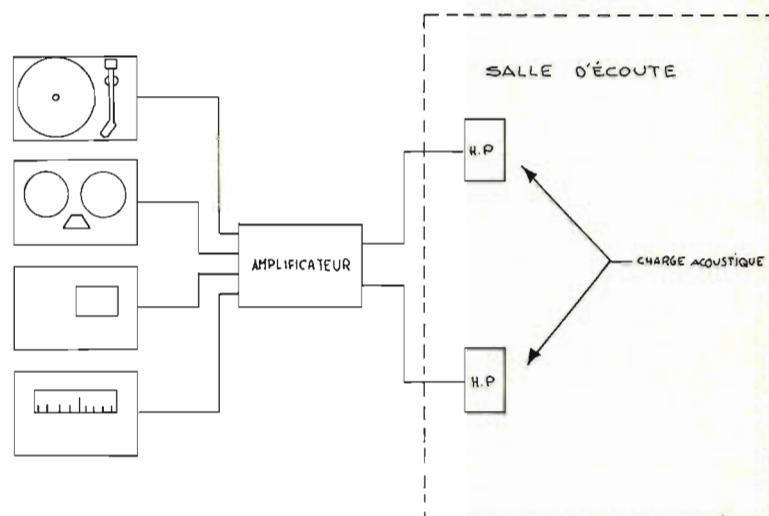 SALLE D'ÉCOUTE
H.P
AMPLIFICATEUR
CHARGE ACOUSTIQUE
H.P